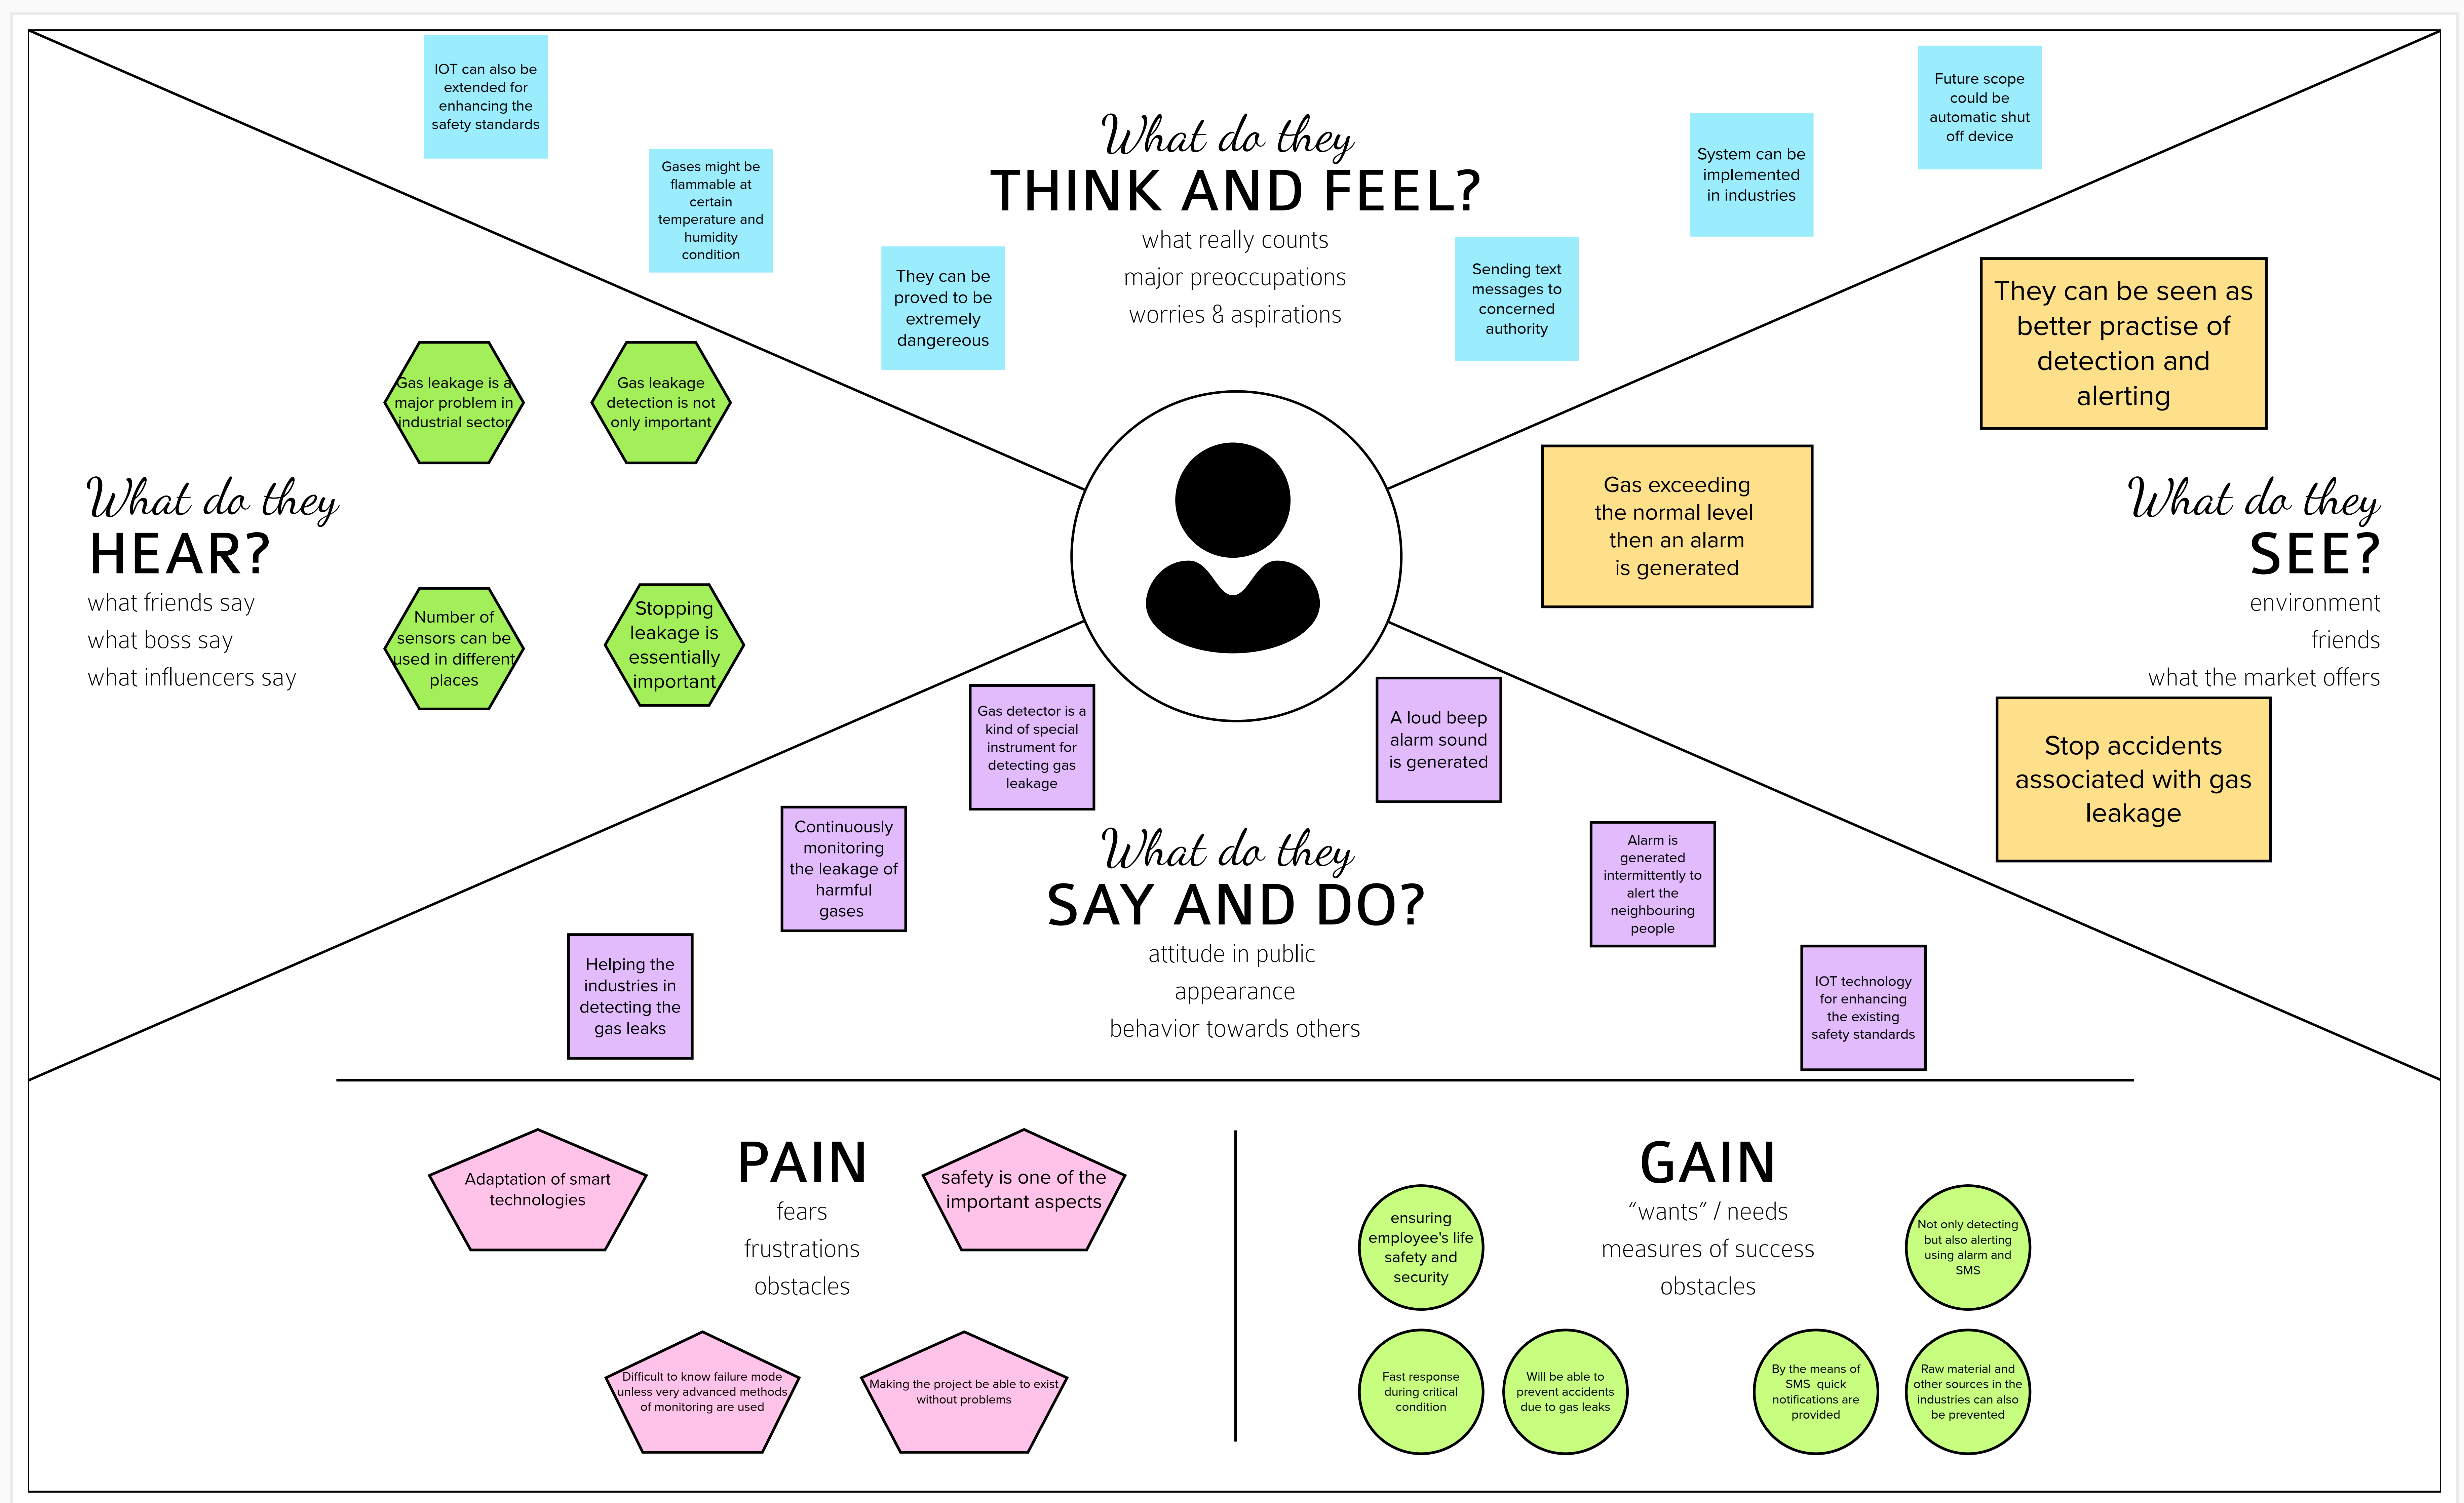 IOT can also be
extended for
enhancing the
safety standards
Gases might be
flammable at
certain
temperature and
humidity
condition
They can be
proved to be
extremely
dangereous
What do they
THINK AND FEEL?
what really counts
major preoccupations
worries & aspirations
Sending text
messages to
concerned
authority
System can be
implemented
in industries
Future scope
could be
automatic shut
off device
What do they
HEAR?
what friends say
what boss say
what influencers say
Gas leakage is a
major problem in
industrial sector
Gas leakage
detection is not
only important
Number of
sensors can be
used in different
places
Stopping
leakage is
essentially
important
They can be seen as
better practise of
detection and
alerting
Gas exceeding
the normal level
then an alarm
is generated
What do they
SEE?
environment
friends
what the market offers
Stop accidents
associated with gas
leakage
Gas detector is a
kind of special
instrument for
detecting gas
leakage
Continuously
monitoring
the leakage of
harmful
gases
Helping the
industries in
detecting the
gas leaks
What do they
SAY AND DO?
attitude in public
appearance
behavior towards others
A loud beep
alarm sound
is generated
Alarm is
generated
intermittently to
alert the
neighbouring
people
IOT technology
for enhancing
the existing
safety standards
PAIN
fears
frustrations
obstacles
Adaptation of smart
technologies
safety is one of the
important aspects
Difficult to know failure mode
unless very advanced methods
of monitoring are used
Making the project be able to exist
without problems
GAIN
“wants” / needs
measures of success
obstacles
ensuring
employee's life
safety and
security
Not only detecting
but also alerting
using alarm and
SMS
Fast response
during critical
condition
Will be able to
prevent accidents
due to gas leaks
By the means of
SMS quick
notifications are
provided
Raw material and
other sources in the
industries can also
be prevented